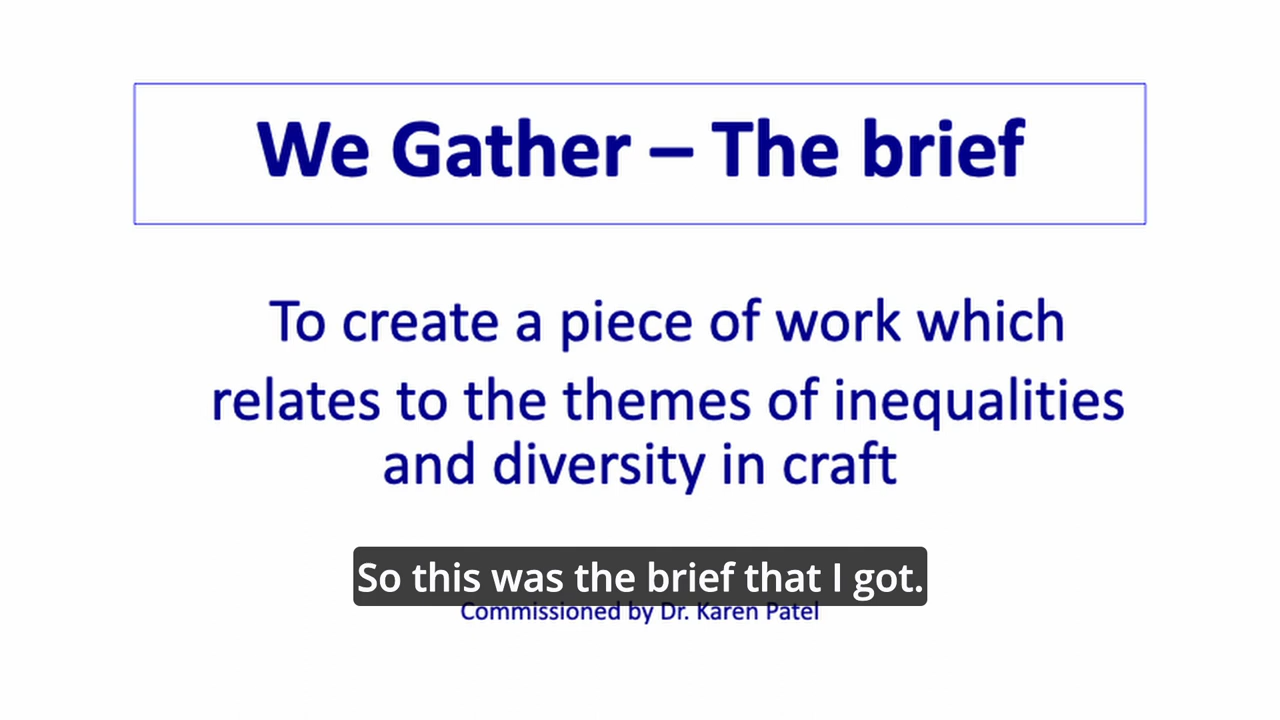 We Gather – The brief
To create a piece of work which
relates to the themes of inequalities
and diversity in craft
So this was the brief that I got.
Commissioned by Dr. Karen Patel